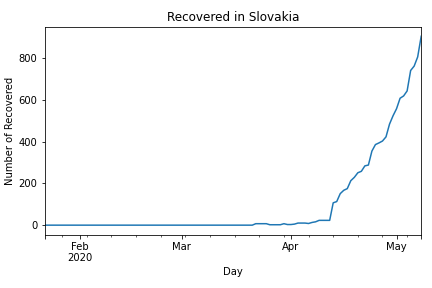 Recovered in Slovakia
Number of Recovered
800
600
400
200
0
Feb
2020
Mar
Apr
May
Day